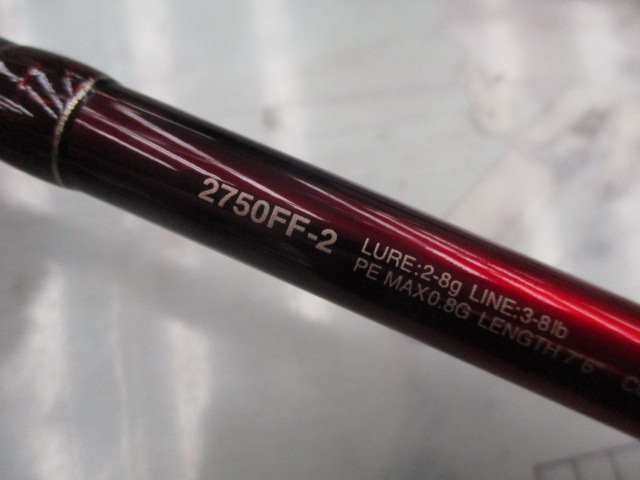 2750FF-2
LURE:2-8g LINE:3-8lb
PE MAX0.8G LENGTH7'6"